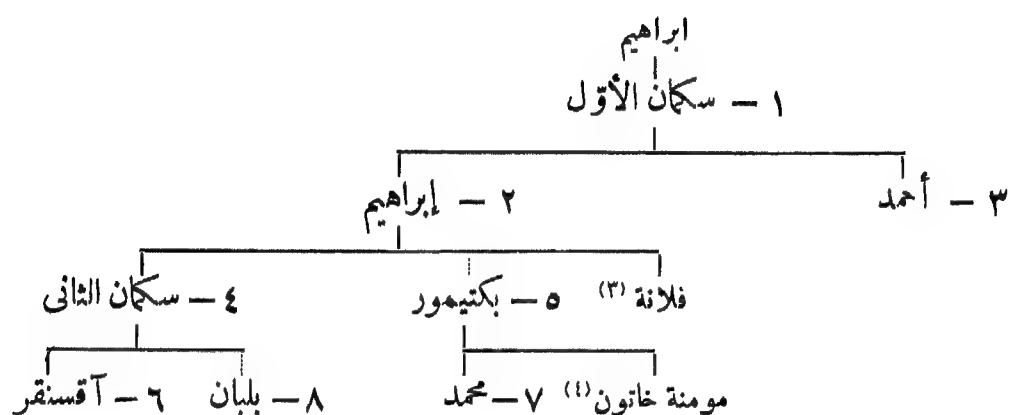 ابراهيم
١ — سكمان الأوّل
٣ — أحمد ٢ — إبراهيم
فلانة (٣) ٥ — بكتيمور ٤ — سكمان الثانى
مومنة خاتون (٤) ٧ — محمد ٨ — بلبان ٦ — آقسنقر